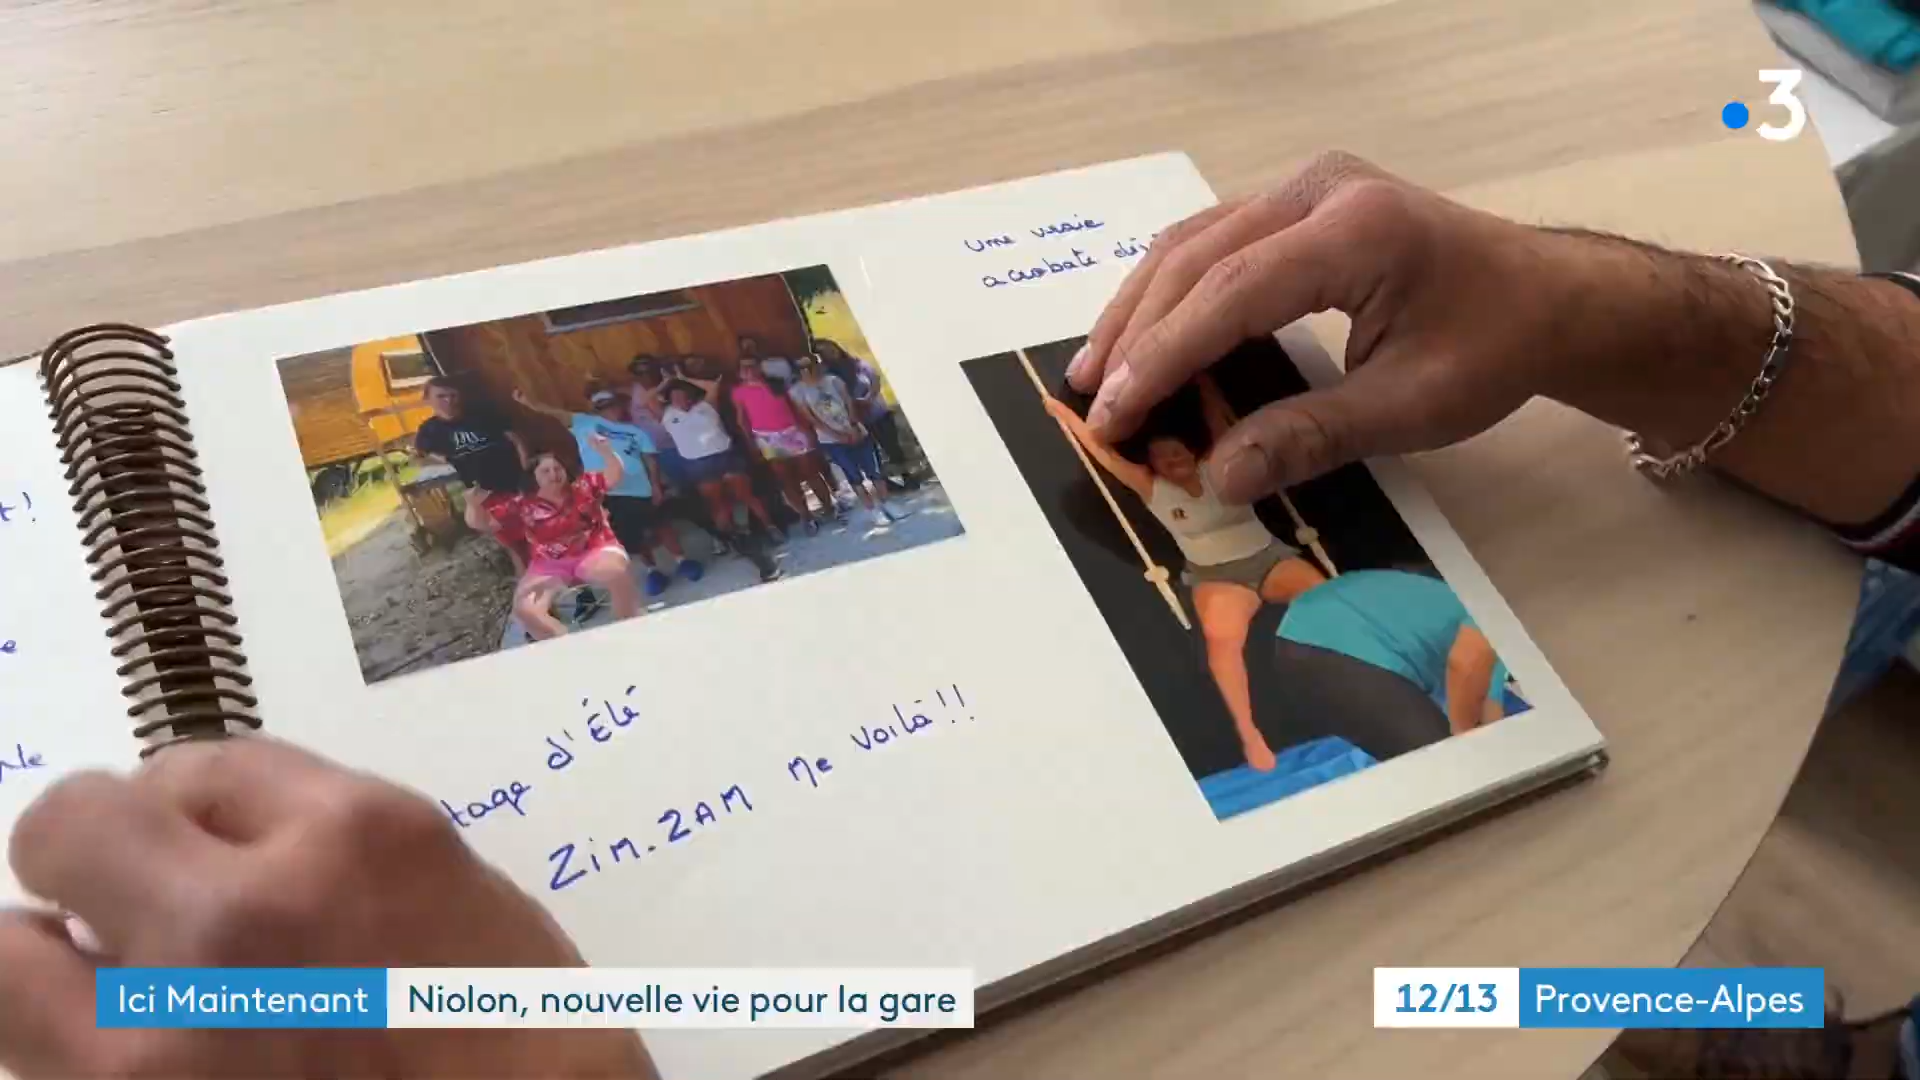 3
une vraie
acrobate
t!
e
d'Été
Zim.ZAM me voilà!!
Ici Maintenant
Niolon, nouvelle vie pour la gare
12/13
Provence-Alpes